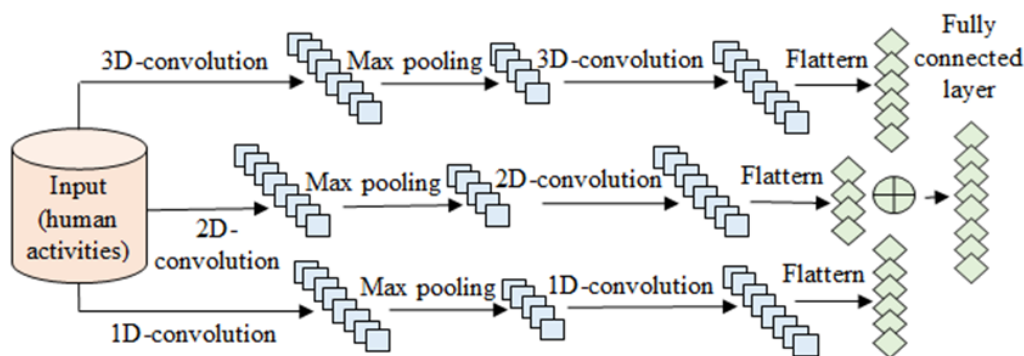 3D-convolution
Max pooling
3D-convolution
Flattern
Fully
connected
layer
Input
(human
activities)
2D-
convolution
Max pooling
2D-convolution
Flattern
1D-convolution
Max pooling
1D-convolution
Flattern